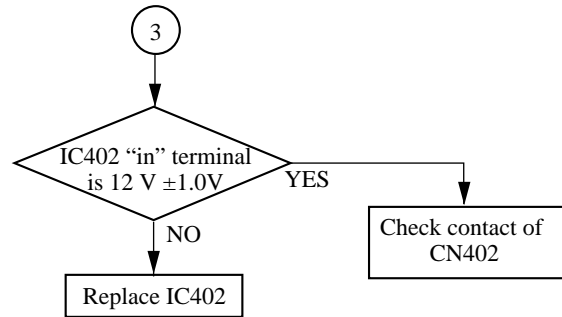 3
IC402 “in” terminal
is 12 V ±1.0V
YES
NO
Check contact of
CN402
Replace IC402